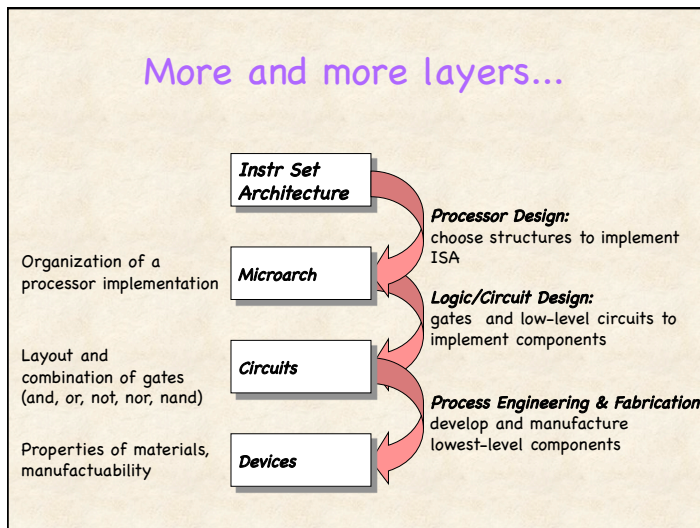 More and more layers...
Instr Set
Architecture
Processor Design:
choose structures to implement
ISA
Organization of a
processor implementation
Microarch
Logic/Circuit Design:
gates and low-level circuits to
implement components
Layout and
combination of gates
(and, or, not, nor, nand)
Circuits
Process Engineering & Fabrication
develop and manufacture
lowest-level components
Properties of materials,
manufactuability
Devices